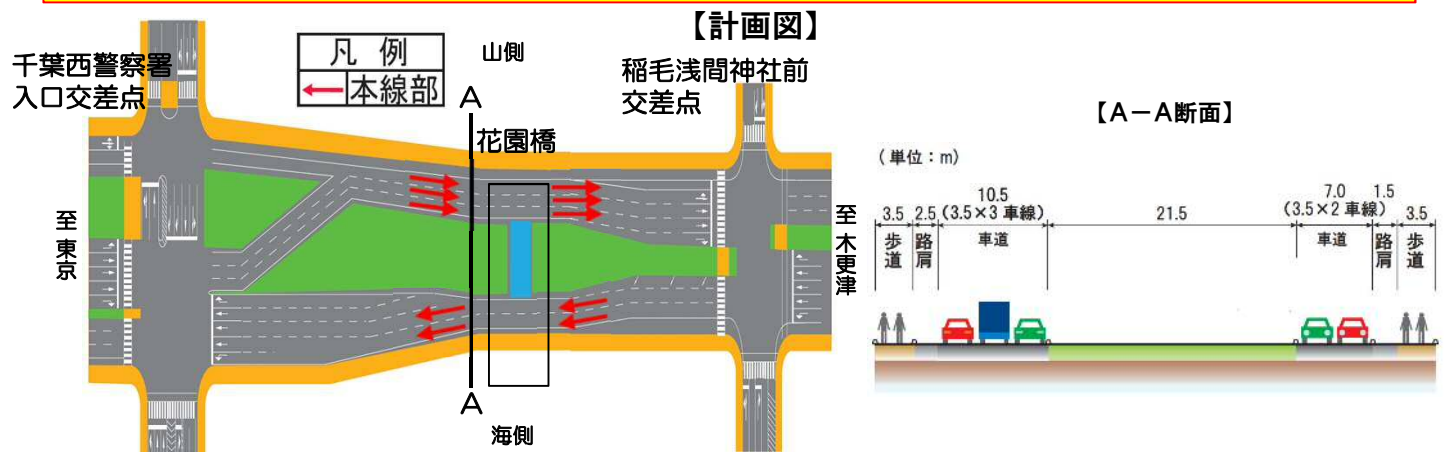 【計画図】
千葉西警察署
入口交差点
凡 例
本線部
山側
A
花園橋
稲毛浅間神社前
交差点
至 東京
至 木更津
A
海側
【A－A断面】
(単位：m)
3.5
2.5
10.5
(3.5×3 車線)
21.5
7.0
(3.5×2 車線)
1.5
3.5
歩道
路肩
車道
車道
路肩
歩道